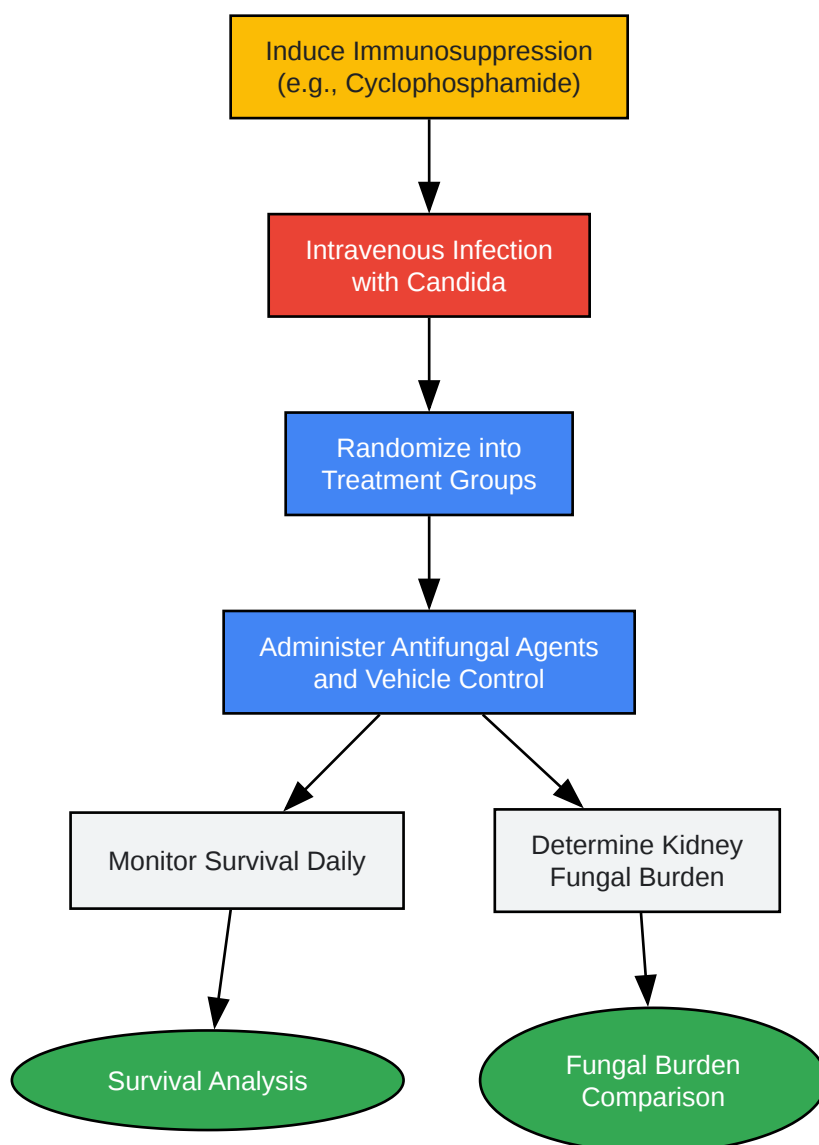 Induce Immunosuppression
(e.g., Cyclophosphamide)
Intravenous Infection
with Candida
Randomize into
Treatment Groups
Administer Antifungal Agents
and Vehicle Control
Monitor Survival Daily
Determine Kidney
Fungal Burden
Survival Analysis
Fungal Burden
Comparison